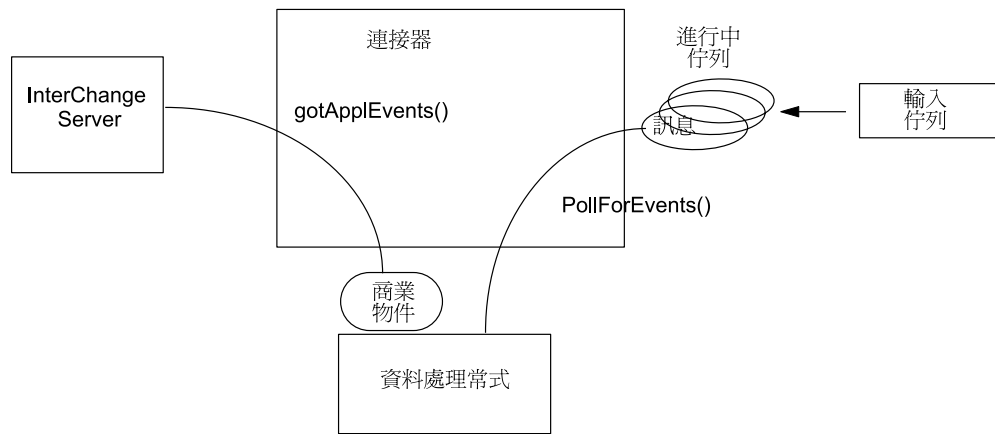 連接器
進行中
佇列
InterChange
Server
gotApplEvents()
訊息
輸入
佇列
PollForEvents()
商業
物件
資料處理常式